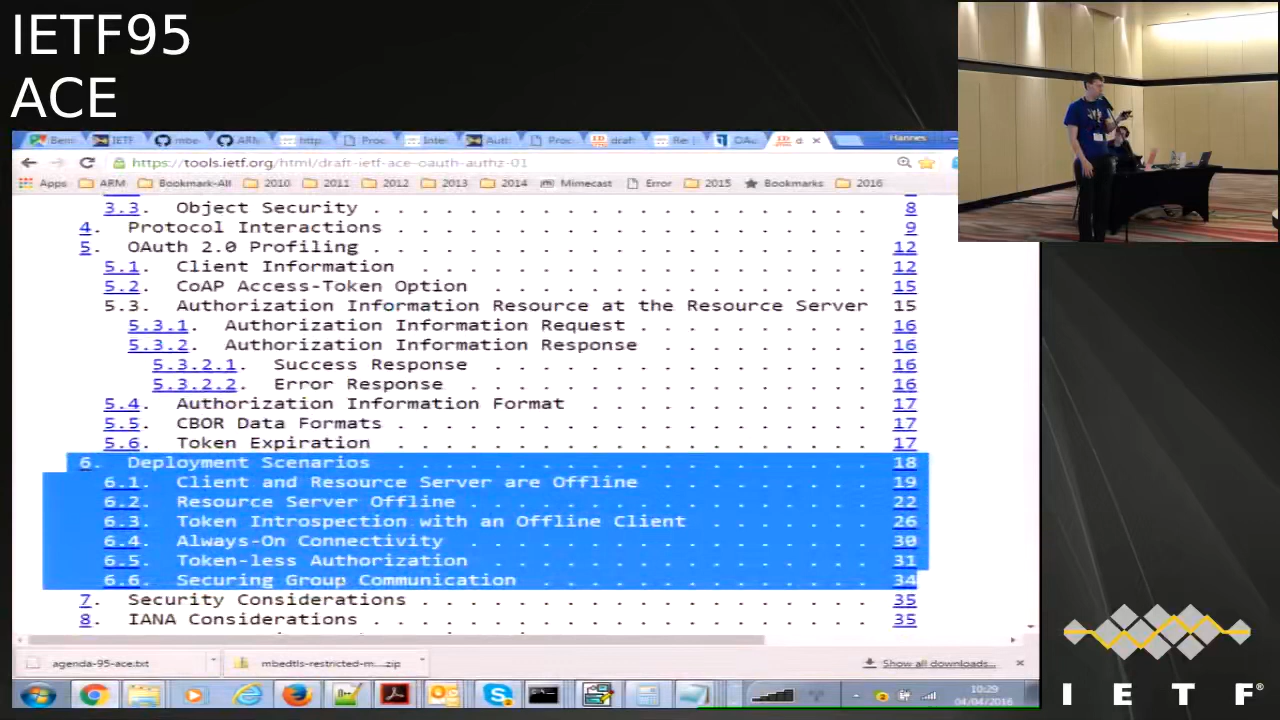 IETF95
ACE
IETF
Hannes
https://tools.ietf.org/html/draft-ietf-ace-oauth-authz-01
Apps ARM Bookmark-All 2010 2011 2012 2013 2014 Mimecast Error 2015 Bookmarks 2016
3.3. Object Security . . . . . . . . . . . . . . . . . . . . . 8
4. Protocol Interactions . . . . . . . . . . . . . . . . . . . . 9
5. OAuth 2.0 Profiling . . . . . . . . . . . . . . . . . . . . . 12
5.1. Client Information . . . . . . . . . . . . . . . . . . . 12
5.2. CoAP Access-Token Option . . . . . . . . . . . . . . . . 15
5.3. Authorization Information Resource at the Resource Server 15
5.3.1. Authorization Information Request . . . . . . . . . . 16
5.3.2. Authorization Information Response . . . . . . . . . 16
5.3.2.1. Success Response . . . . . . . . . . . . . . . . 16
5.3.2.2. Error Response . . . . . . . . . . . . . . . . . 16
5.4. Authorization Information Format . . . . . . . . . . . . 17
5.5. CBOR Data Formats . . . . . . . . . . . . . . . . . . . . 17
5.6. Token Expiration . . . . . . . . . . . . . . . . . . . . 17
6. Deployment Scenarios . . . . . . . . . . . . . . . . . . . . 18
6.1. Client and Resource Server are Offline . . . . . . . . . 19
6.2. Resource Server Offline . . . . . . . . . . . . . . . . . 22
6.3. Token Introspection with an Offline Client . . . . . . . 26
6.4. Always-On Connectivity . . . . . . . . . . . . . . . . . 30
6.5. Token-less Authorization . . . . . . . . . . . . . . . . 31
6.6. Securing Group Communication . . . . . . . . . . . . . . 34
7. Security Considerations . . . . . . . . . . . . . . . . . . . 35
8. IANA Considerations . . . . . . . . . . . . . . . . . . . . . 35
agenda-95-ace.txt mbedtls-restricted-m....zip Show all downloads...
10:29
04/04/2016
IETF®